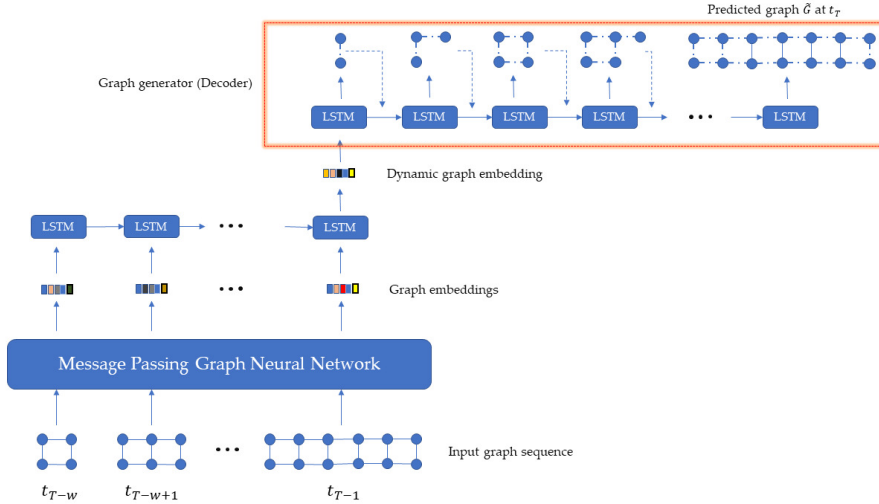 Predicted graph G̃ at t_T
Graph generator (Decoder)
LSTM LSTM LSTM LSTM ••• LSTM
Dynamic graph embedding
LSTM LSTM ••• LSTM
••• Graph embeddings
Message Passing Graph Neural Network
••• Input graph sequence
t_{T−w} t_{T−w+1} t_{T−1}